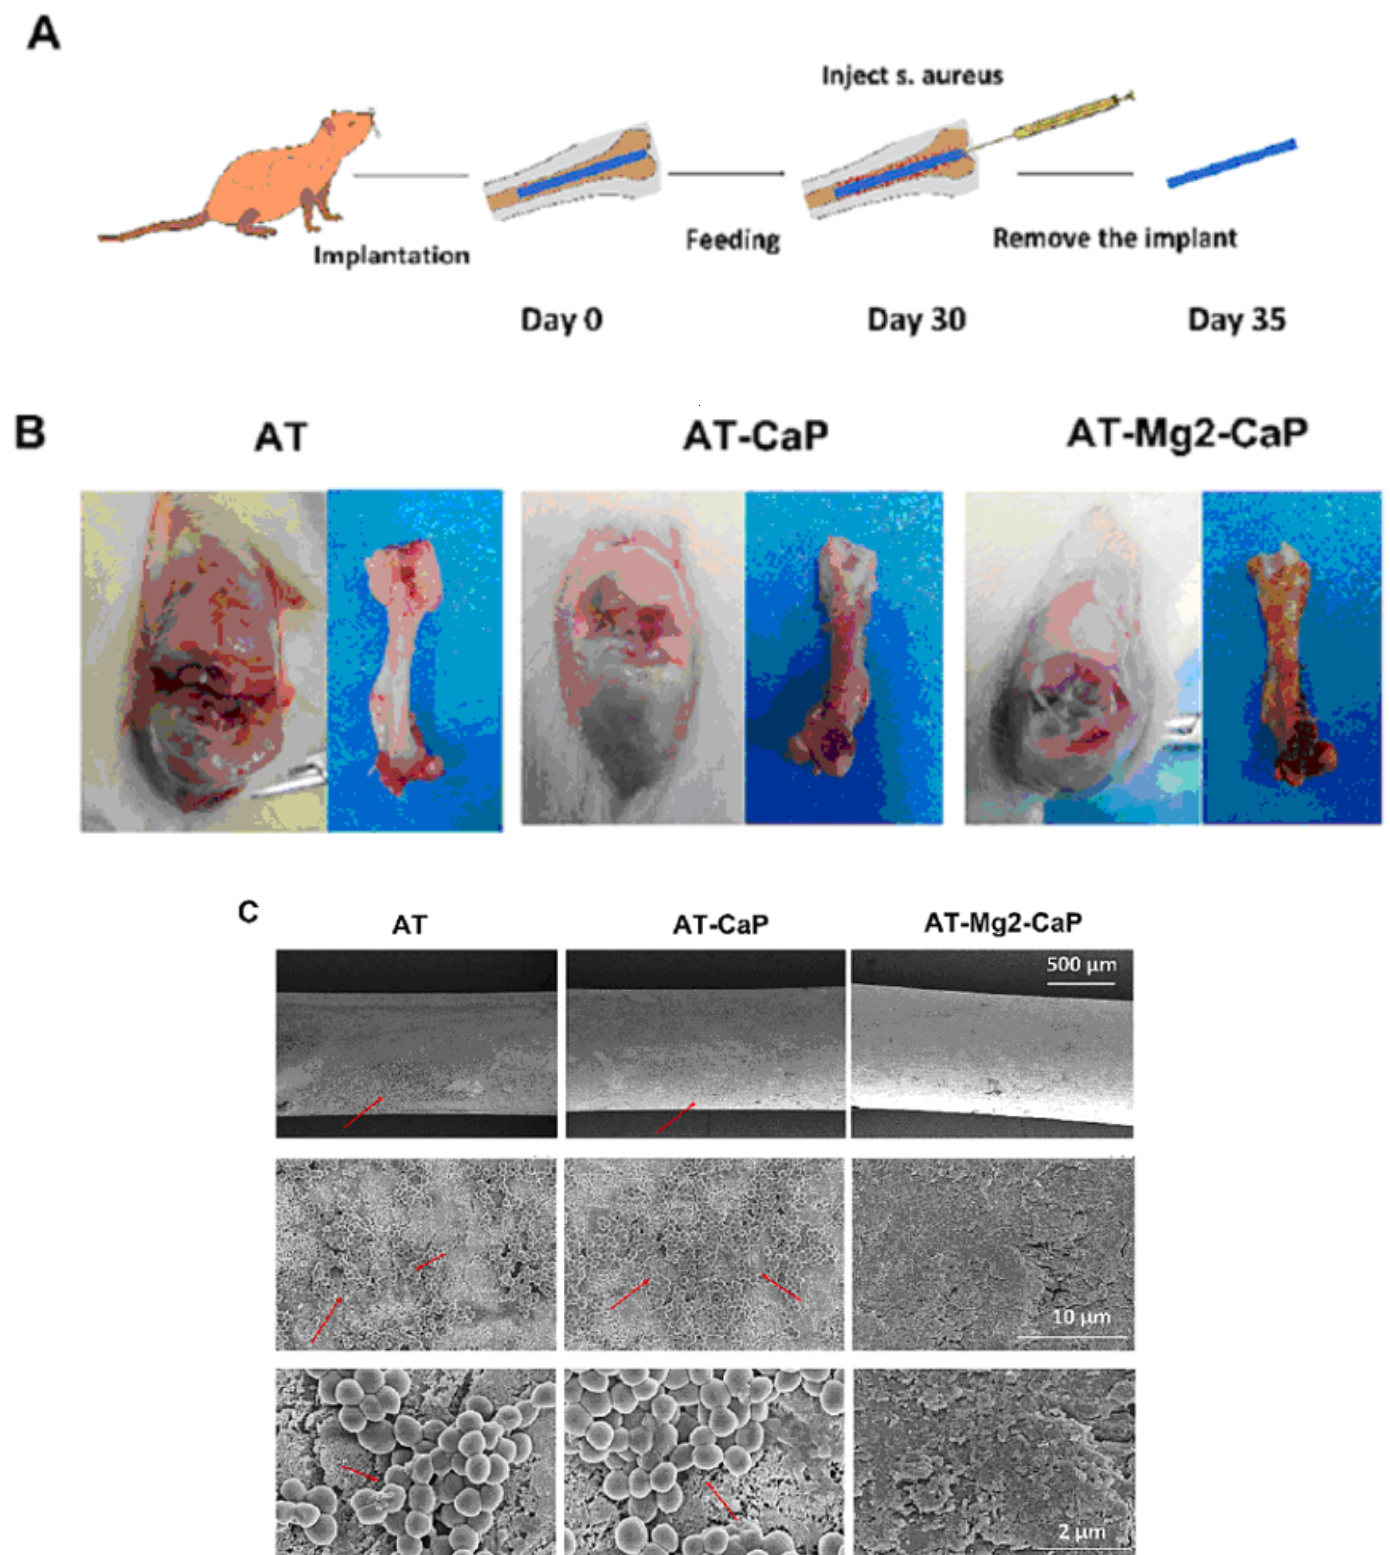 A
Inject s. aureus
Implantation
Feeding
Remove the implant
Day 0
Day 30
Day 35
B
AT
AT-CaP
AT-Mg2-CaP
C
AT
AT-CaP
AT-Mg2-CaP
500 µm
10 µm
2 µm